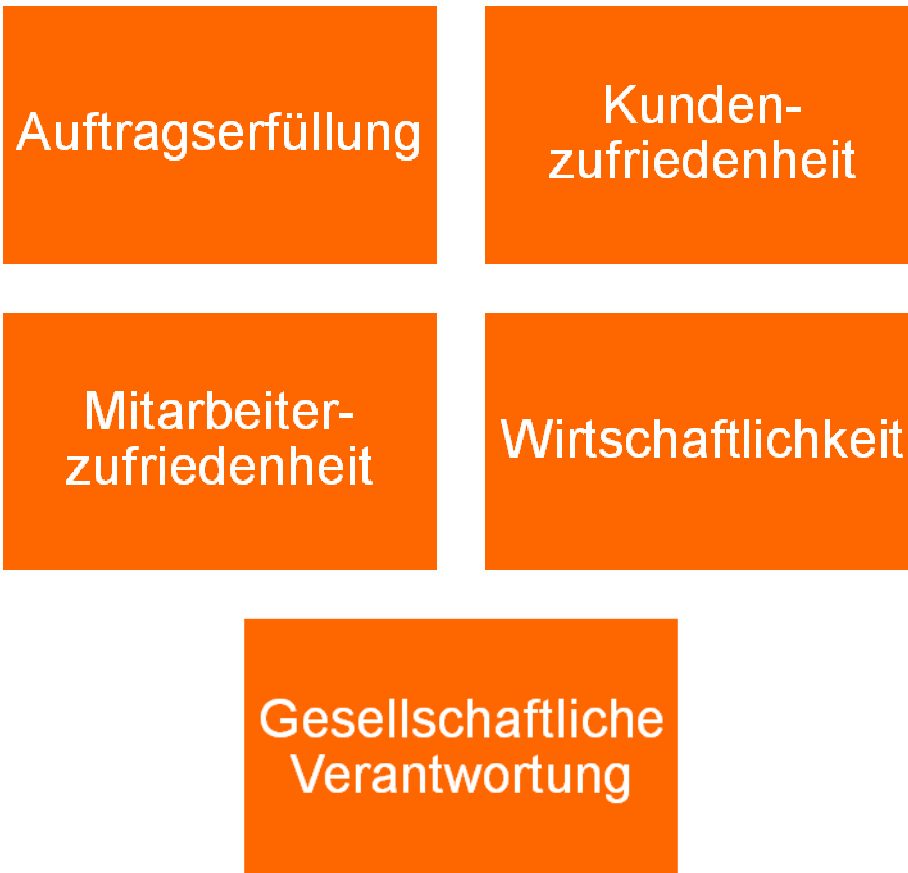 Auftragserfüllung
Kunden-
zufriedenheit
Mitarbeiter-
zufriedenheit
Wirtschaftlichkeit
Gesellschaftliche
Verantwortung